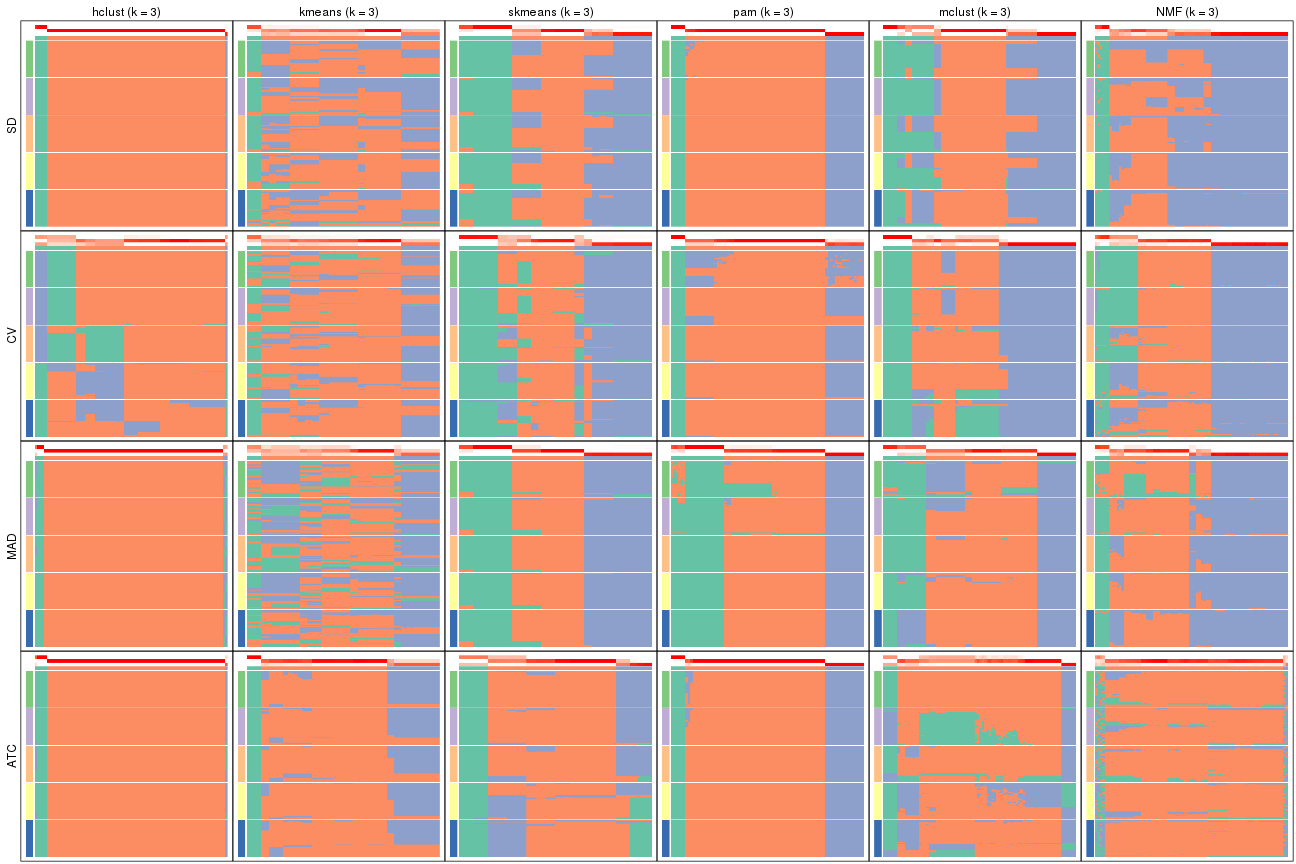 hclust (k = 3) kmeans (k = 3) skmeans (k = 3) pam (k = 3) mclust (k = 3) NMF (k = 3)
SD
CV
MAD
ATC